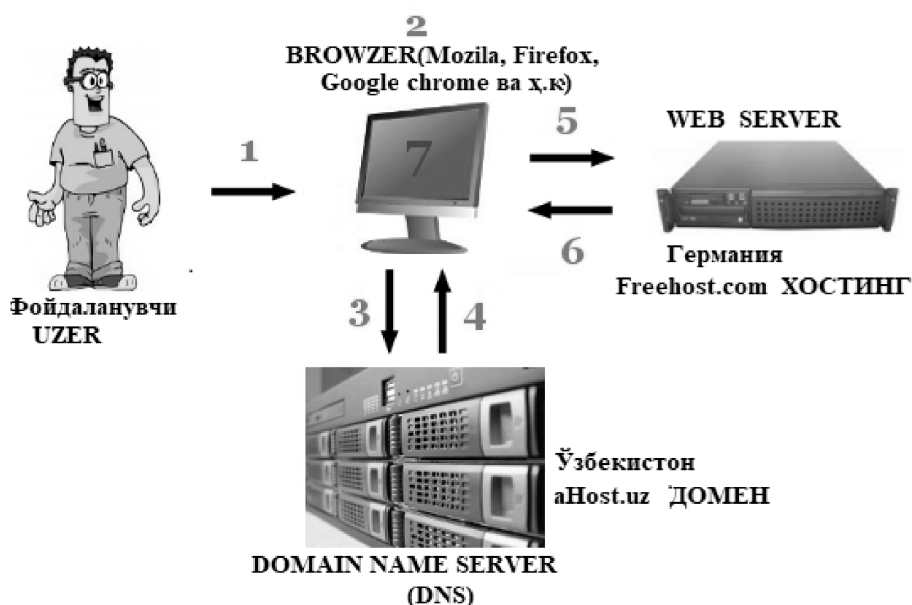 2
BROWZER(Mozila, Firefox,
Google chrome ва ҳ.к)
1
7
5
WEB SERVER
6
Германия
Freehost.com ХОСТИНГ
Фойдаланувчи
UZER
3
4
Ўзбекистон
aHost.uz ДОМЕН
DOMAIN NAME SERVER
(DNS)